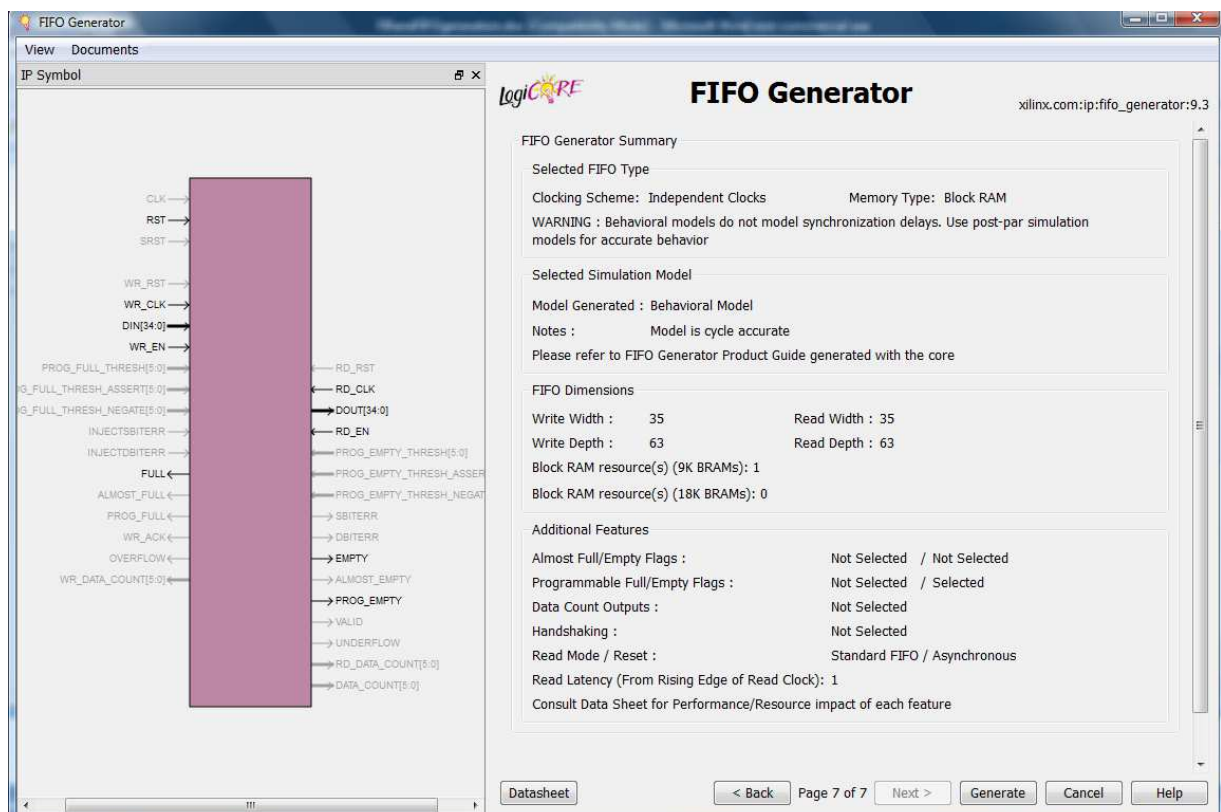 FIFO Generator
View Documents
IP Symbol
CLK
RST
SRST
WR_RST
WR_CLK
DIN[34:0]
WR_EN
PROG_FULL_THRESH[5:0]
G_FULL_THRESH_ASSERT[5:0]
G_FULL_THRESH_NEGATE[5:0]
INJECTSBITERR
INJECTDBITERR
FULL
ALMOST_FULL
PROG_FULL
WR_ACK
OVERFLOW
WR_DATA_COUNT[5:0]
RD_RST
RD_CLK
DOUT[34:0]
RD_EN
PROG_EMPTY_THRESH[5:0]
PROG_EMPTY_THRESH_ASSER
PROG_EMPTY_THRESH_NEGAT
SBITERR
DBITERR
EMPTY
ALMOST_EMPTY
PROG_EMPTY
VALID
UNDERFLOW
RD_DATA_COUNT[5:0]
DATA_COUNT[5:0]
LogiCORE
FIFO Generator
xilinx.com:ip:fifo_generator:9.3
FIFO Generator Summary
Selected FIFO Type
Clocking Scheme: Independent Clocks Memory Type: Block RAM
WARNING : Behavioral models do not model synchronization delays. Use post-par simulation
models for accurate behavior
Selected Simulation Model
Model Generated : Behavioral Model
Notes : Model is cycle accurate
Please refer to FIFO Generator Product Guide generated with the core
FIFO Dimensions
Write Width : 35 Read Width : 35
Write Depth : 63 Read Depth : 63
Block RAM resource(s) (9K BRAMs): 1
Block RAM resource(s) (18K BRAMs): 0
Additional Features
Almost Full/Empty Flags : Not Selected / Not Selected
Programmable Full/Empty Flags : Not Selected / Selected
Data Count Outputs : Not Selected
Handshaking : Not Selected
Read Mode / Reset : Standard FIFO / Asynchronous
Read Latency (From Rising Edge of Read Clock): 1
Consult Data Sheet for Performance/Resource impact of each feature
Datasheet < Back Page 7 of 7 Next > Generate Cancel Help